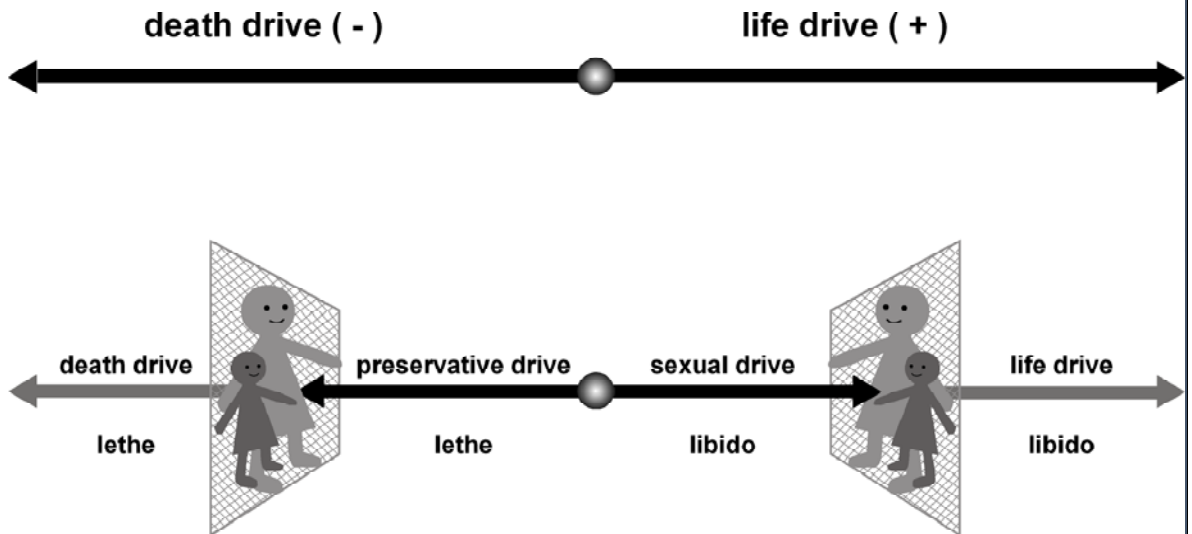 death drive ( - )
life drive ( + )
death drive
preservative drive
sexual drive
life drive
lethe
lethe
libido
libido